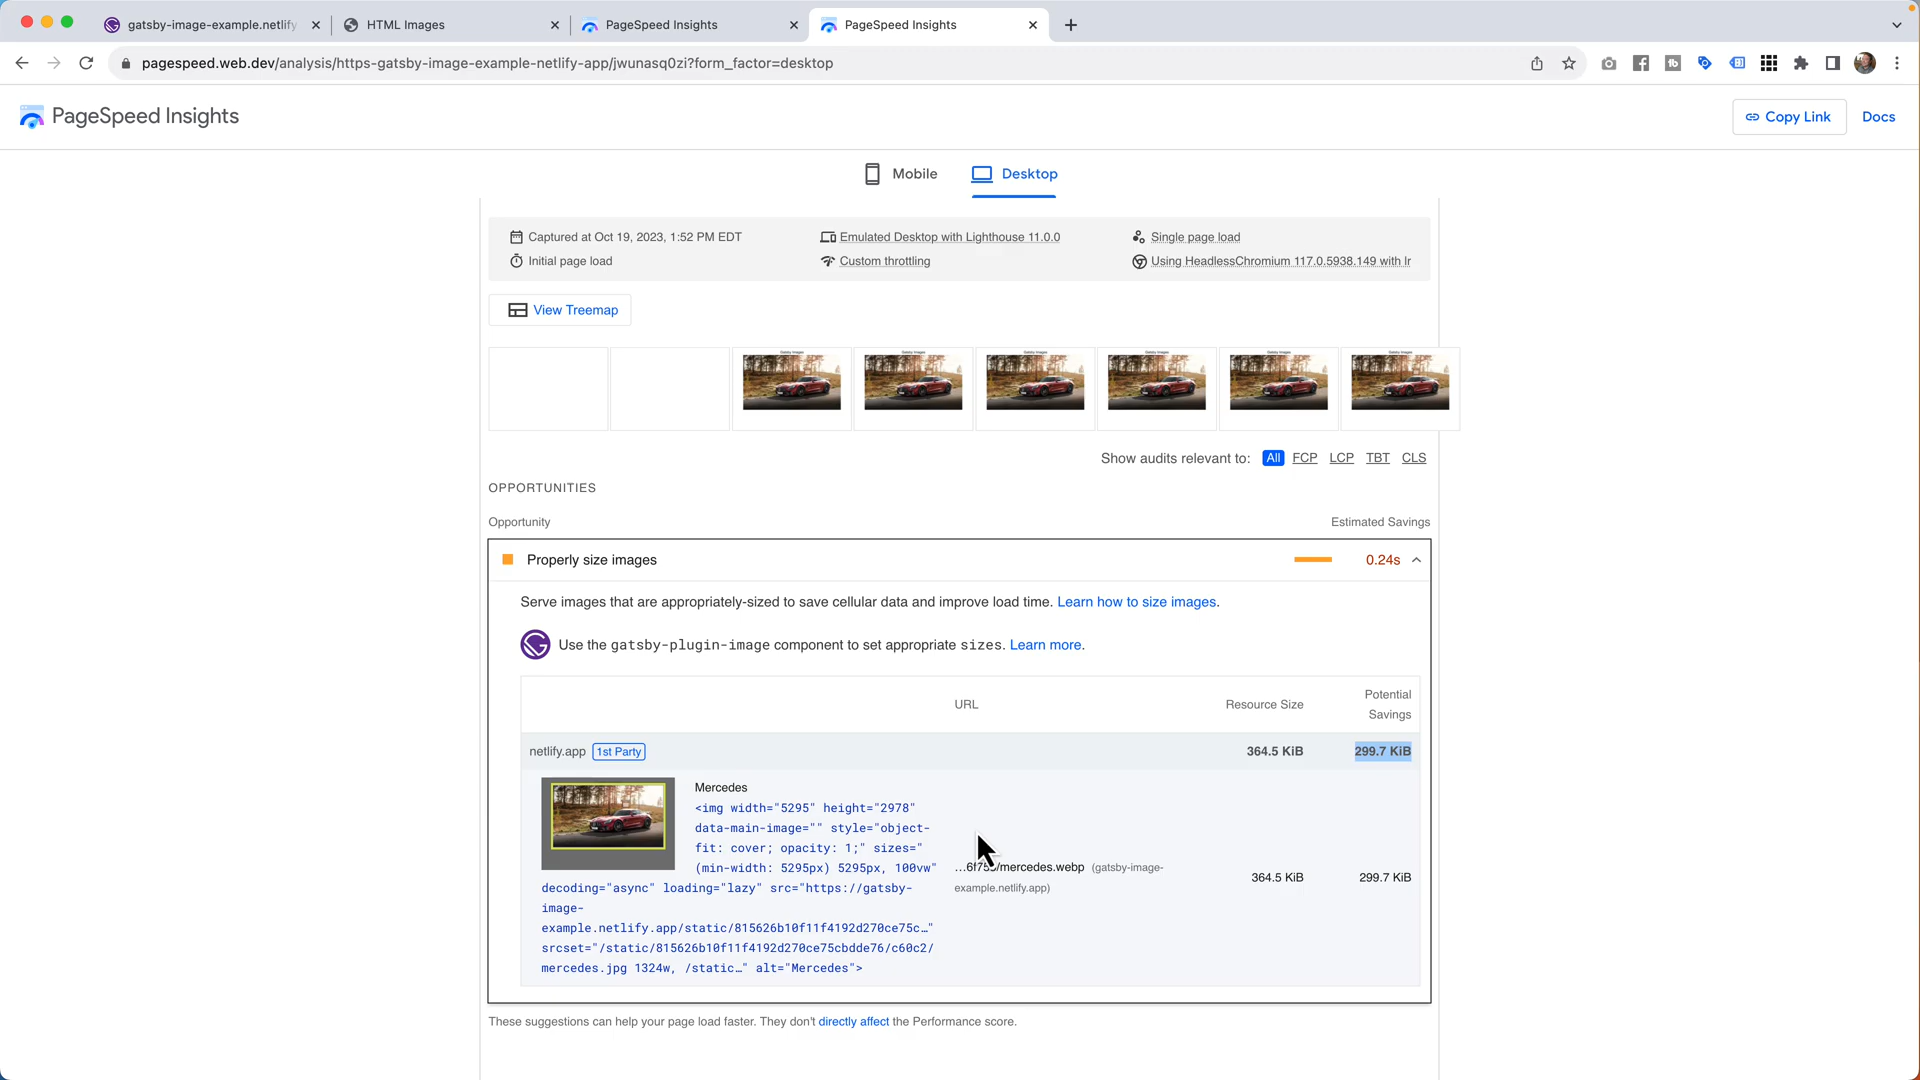 gatsby-image-example.netlify
HTML Images
PageSpeed Insights
PageSpeed Insights
pagespeed.web.dev/analysis/https-gatsby-image-example-netlify-app/jwunasq0zi?form_factor=desktop
PageSpeed Insights
Copy Link
Docs
Mobile
Desktop
Captured at Oct 19, 2023, 1:52 PM EDT
Emulated Desktop with Lighthouse 11.0.0
Single page load
Initial page load
Custom throttling
Using HeadlessChromium 117.0.5938.149 with lr
View Treemap
Show audits relevant to: All FCP LCP TBT CLS
OPPORTUNITIES
Opportunity
Estimated Savings
Properly size images
0.24s
Serve images that are appropriately-sized to save cellular data and improve load time. Learn how to size images.
Use the gatsby-plugin-image component to set appropriate sizes. Learn more.
URL
Resource Size
Potential
Savings
netlify.app 1st Party
364.5 KiB
299.7 KiB
Mercedes
<img width="5295" height="2978"
data-main-image="" style="object-
fit: cover; opacity: 1;" sizes="
(min-width: 5295px) 5295px, 100vw"
decoding="async" loading="lazy" src="https://gatsby-
image-
example.netlify.app/static/815626b10f11f4192d270ce75c…"
srcset="/static/815626b10f11f4192d270ce75cbdde76/c60c2/
mercedes.jpg 1324w, /static…" alt="Mercedes">
/mercedes.webp (gatsby-image-
example.netlify.app)
364.5 KiB
299.7 KiB
These suggestions can help your page load faster. They don't directly affect the Performance score.